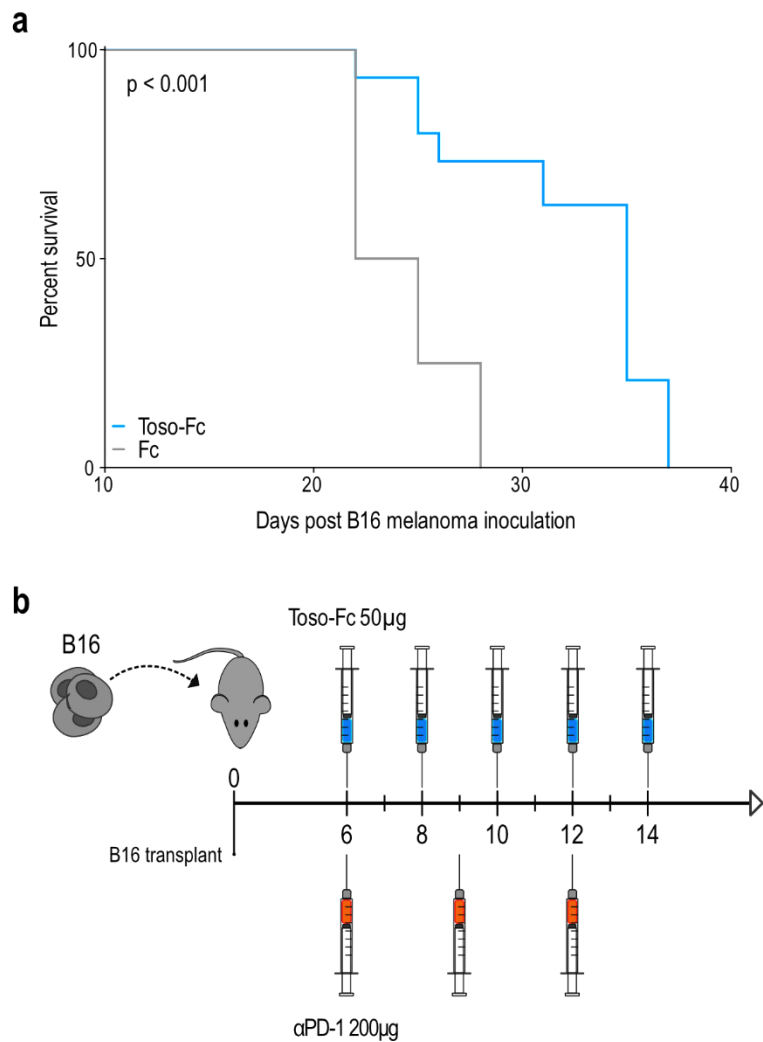 a
100
p < 0.001
Percent survival
50
Toso-Fc
Fc
0
10 20 30 40
Days post B16 melanoma inoculation
b
Toso-Fc 50μg
B16
0
6 8 10 12 14
B16 transplant
αPD-1 200μg